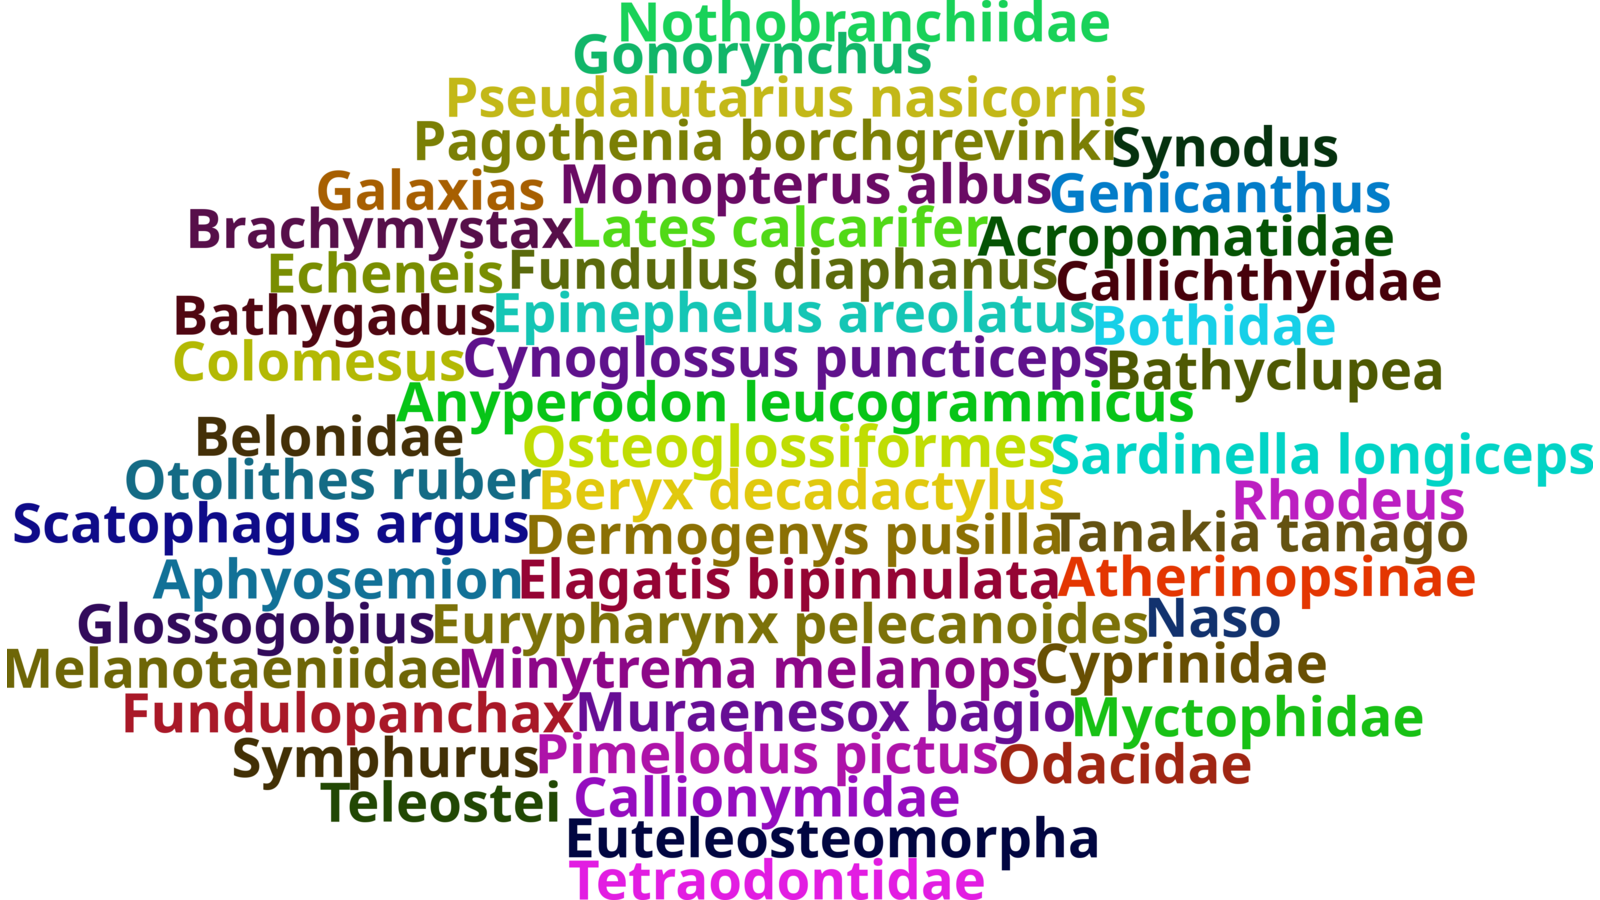 Nothobranchiidae
Gonorynchus
Pseudalutarius nasicornis
Pagothenia borchgrevinki Synodus
Galaxias Monopterus albus Genicanthus
Brachymystax Lates calcarifer Acropomatidae
Echeneis Fundulus diaphanus Callichthyidae
Bathygadus Epinephelus areolatus Bothidae
Colomesus Cynoglossus puncticeps Bathyclupea
Anyperodon leucogrammicus
Belonidae Osteoglossiformes Sardinella longiceps
Otolithes ruber Beryx decadactylus Rhodeus
Scatophagus argus Dermogenys pusilla Tanakia tanago
Aphyosemion Elagatis bipinnulata Atherinopsinae
Glossogobius Eurypharynx pelecanoides Naso
Melanotaeniidae Minytrema melanops Cyprinidae
Fundulopanchax Muraenesox bagio Myctophidae
Symphurus Pimelodus pictus Odacidae
Teleostei Callionymidae
Euteleosteomorpha
Tetraodontidae